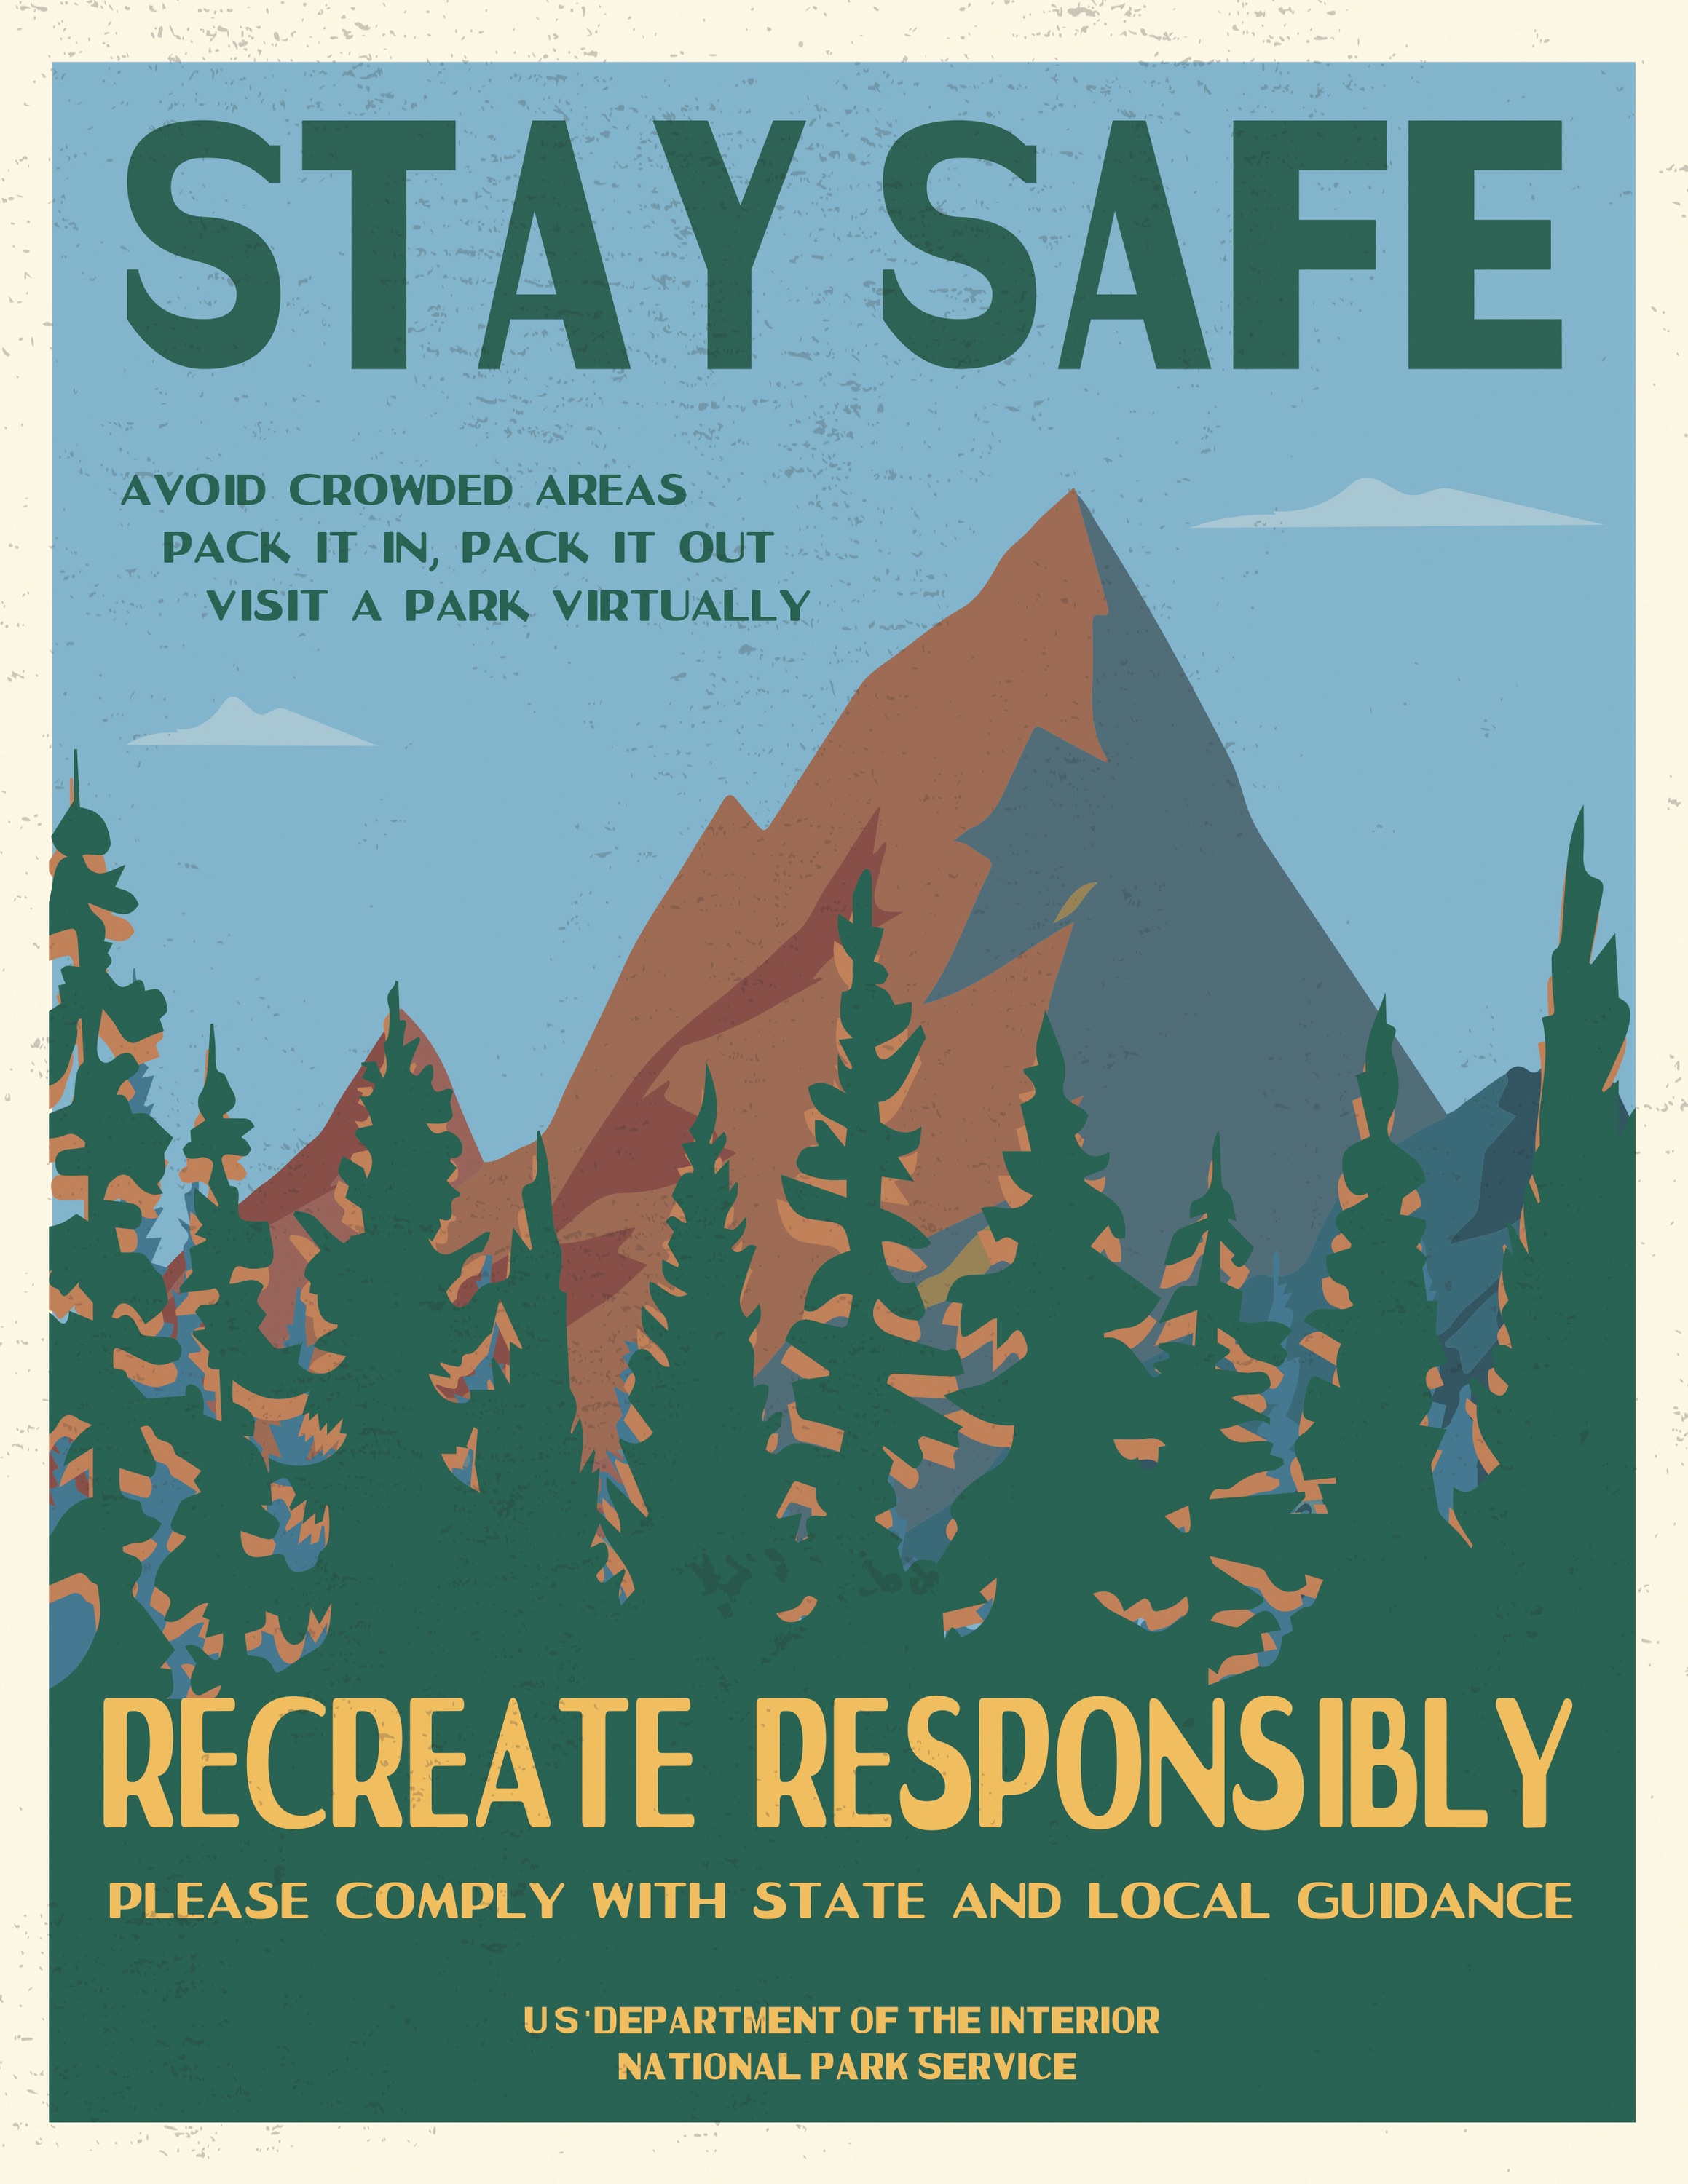 STAY SAFE
AVOID CROWDED AREAS
PACK IT IN, PACK IT OUT
VISIT A PARK VIRTUALLY
RECREATE RESPONSIBLY
PLEASE COMPLY WITH STATE AND LOCAL GUIDANCE
U S · DEPARTMENT OF THE INTERIOR
NATIONAL PARK SERVICE